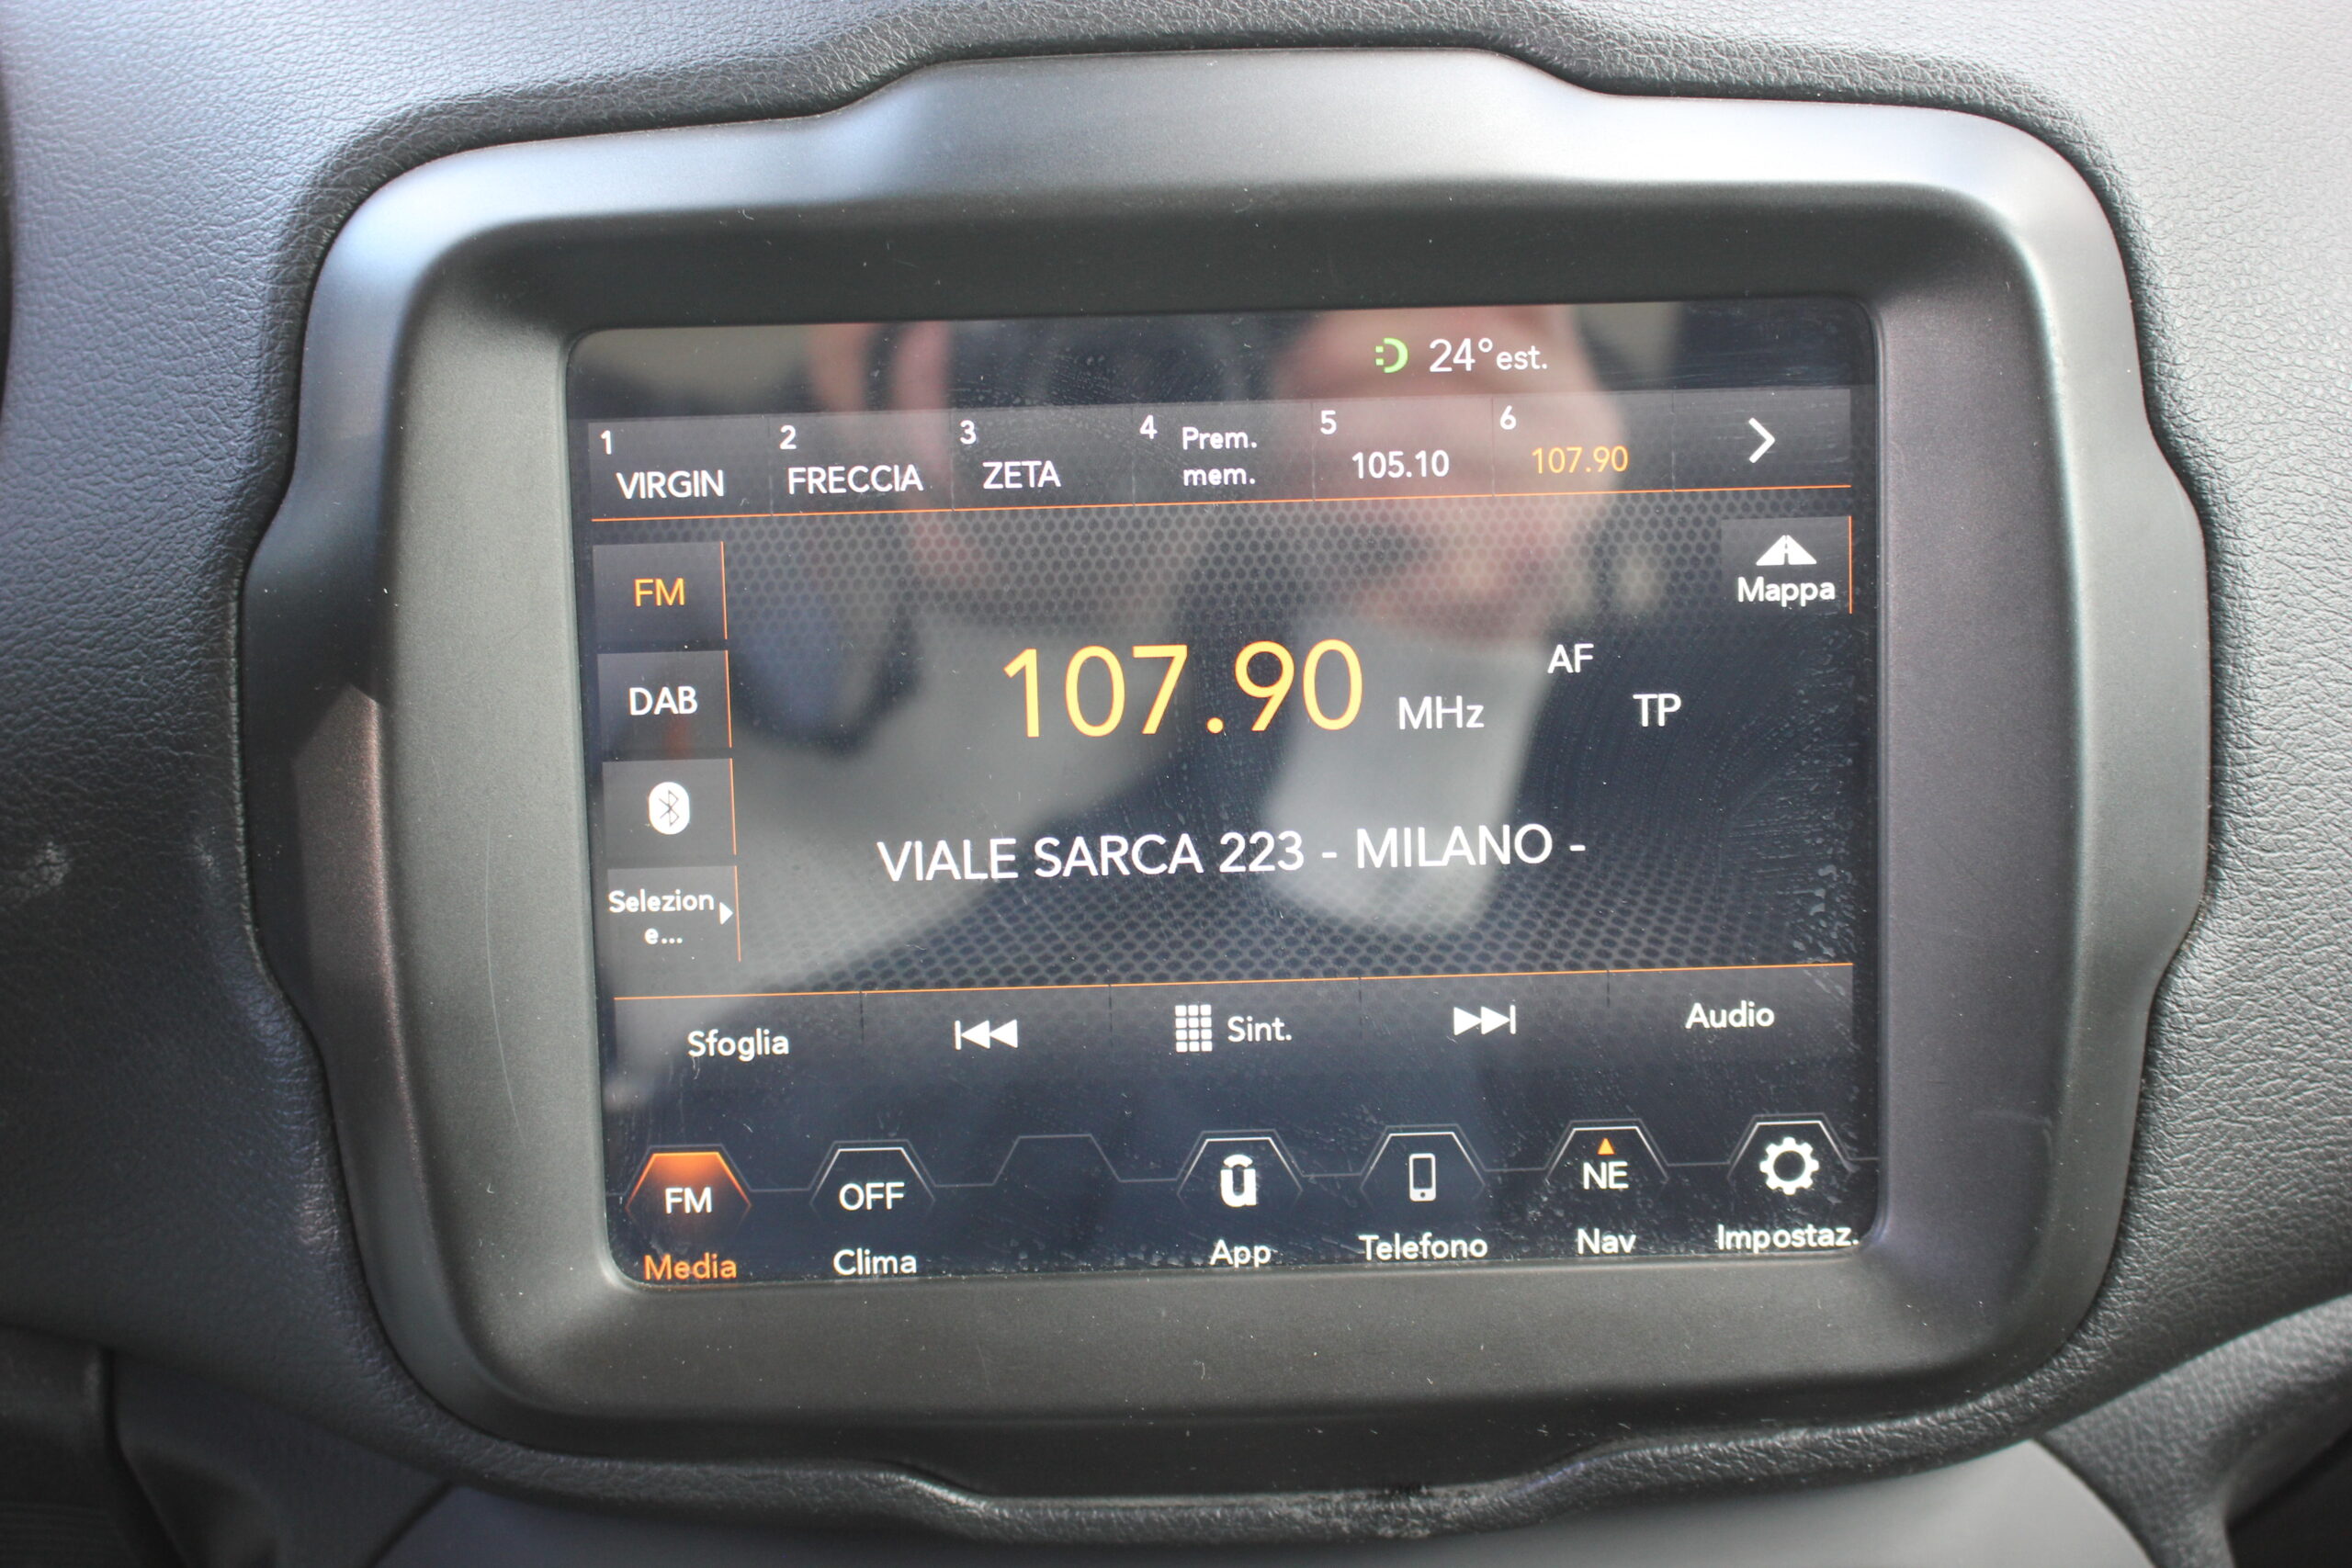 24° est.
1 VIRGIN
2 FRECCIA
3 ZETA
4 Prem.
mem.
5 105.10
6 107.90
FM
Mappa
107.90 MHz
AF
TP
DAB
VIALE SARCA 223 - MILANO -
Selezion
e...
Sfoglia
Sint.
Audio
FM
Media
OFF
Clima
App
Telefono
NE
Nav
Impostaz.